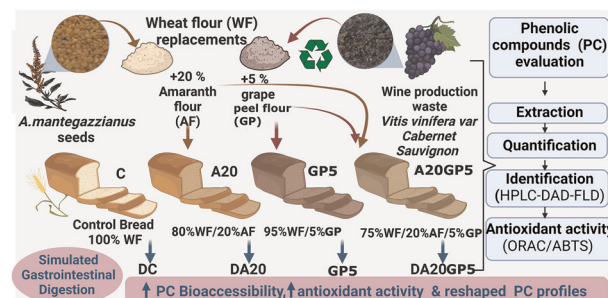 Wheat flour (WF)
replacements
Phenolic
compounds (PC)
evaluation
+20 %
Amaranth
flour
(AF)
+5 %
grape
peel flour
(GP)
Wine production
waste
Vitis vinífera var
Cabernet
Sauvignon
A.mantegazzianus
seeds
Extraction
Quantification
Identification
(HPLC-DAD-FLD)
Antioxidant activity
(ORAC/ABTS)
C
A20
GP5
A20GP5
Control Bread
100% WF
80%WF/20%AF
95%WF/5%GP
75%WF/20%AF/5%GP
Simulated
Gastrointestinal
Digestion
DC
DA20
GP5
DA20GP5
↑ PC Bioaccessibility,↑antioxidant activity & reshaped PC profiles